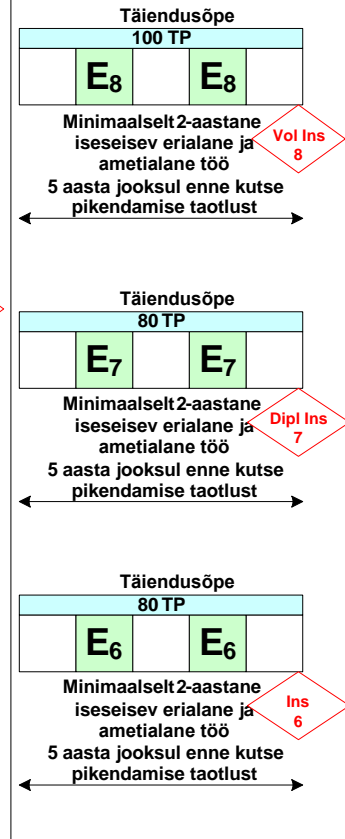 Täiendusõpe
100 TP
E8 E8
Minimaalselt 2-aastane
iseseisev erialane ja
ametialane töö
Vol Ins
8
5 aasta jooksul enne kutse
pikendamise taotlust
Täiendusõpe
80 TP
E7 E7
Minimaalselt 2-aastane
iseseisev erialane ja
ametialane töö
Dipl Ins
7
5 aasta jooksul enne kutse
pikendamise taotlust
Täiendusõpe
80 TP
E6 E6
Minimaalselt 2-aastane
iseseisev erialane ja
ametialane töö
Ins
6
5 aasta jooksul enne kutse
pikendamise taotlust